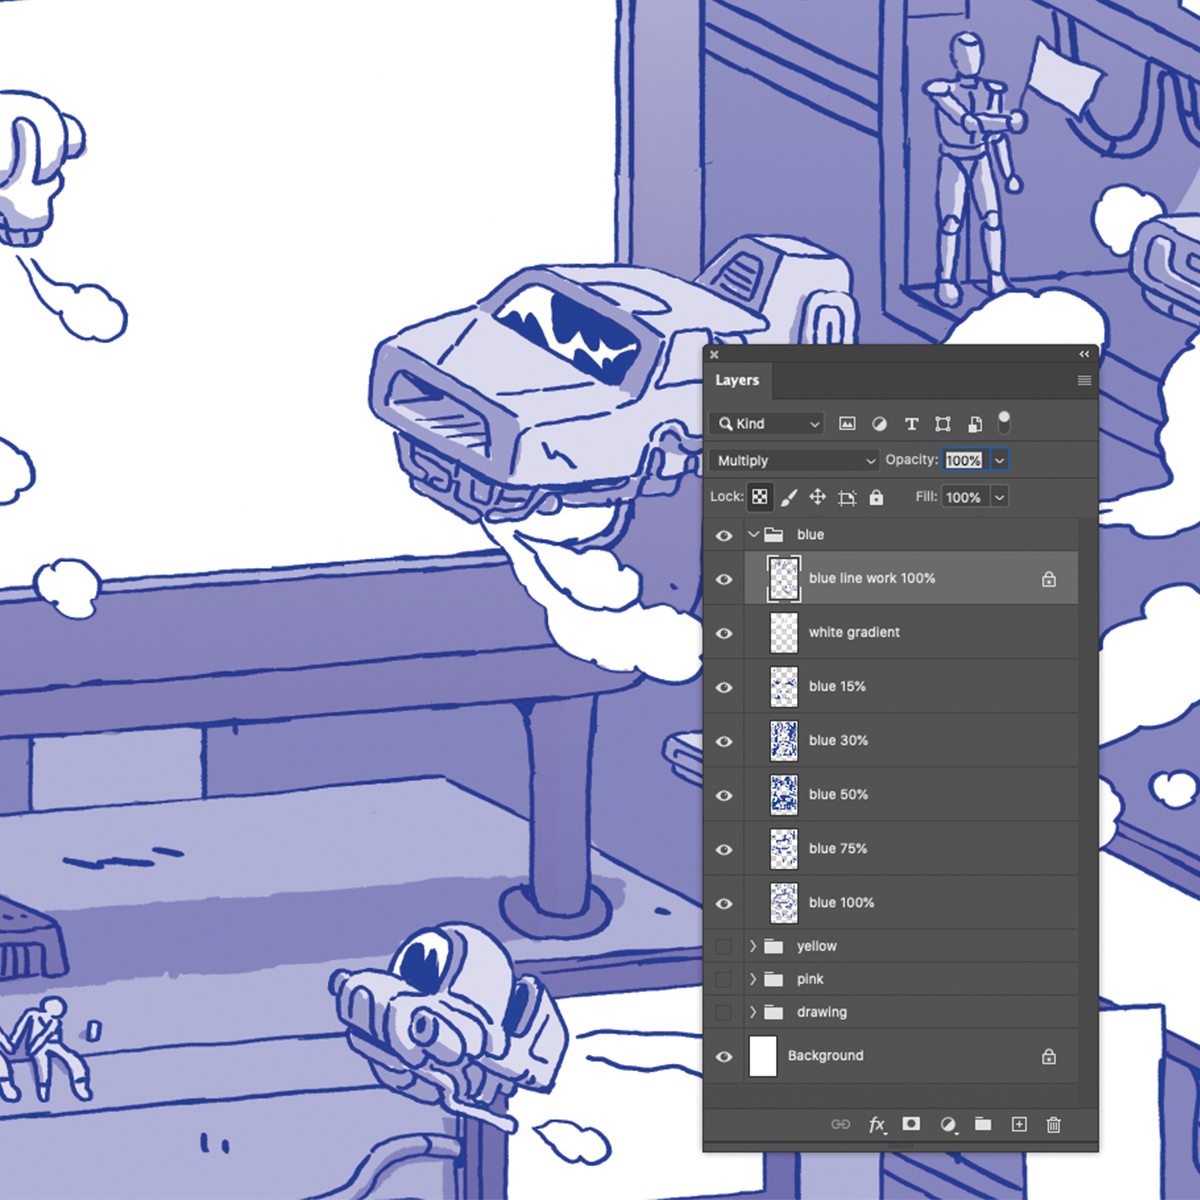 Layers
Kind
Multiply
Opacity: 100%
Lock:
Fill: 100%
blue
blue line work 100%
white gradient
blue 15%
blue 30%
blue 50%
blue 75%
blue 100%
yellow
pink
drawing
Background
fx